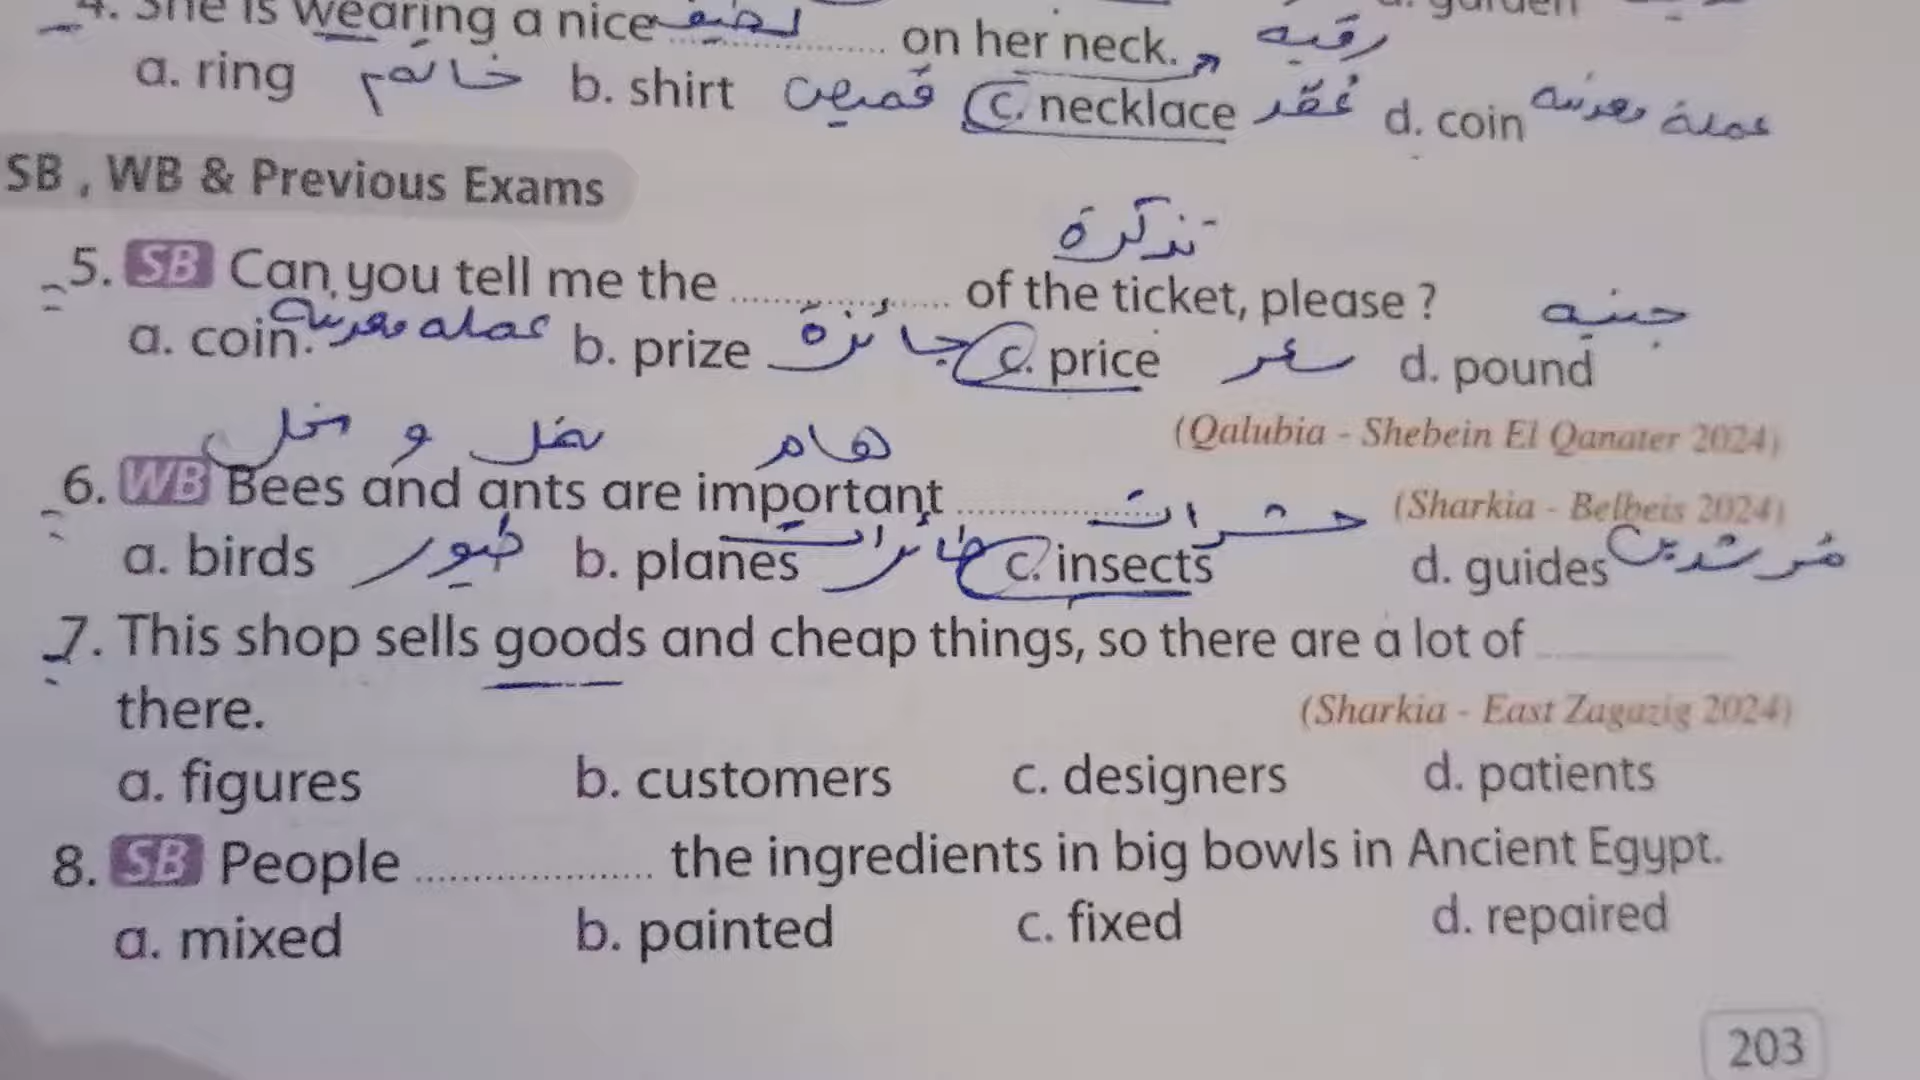 4. She is wearing a nice لطيف ............ on her neck. رقبه
a. ring خاتم b. shirt قميص c. necklace عقد d. coin عملة معدنية
SB , WB & Previous Exams
تذكرة
5. SB Can you tell me the .................... of the ticket, please ? جنيه
a. coin عمله معدنية b. prize جائزة c. price سعر d. pound
(Qalubia - Shebein El Qanater 2024)
نحل و نمل هام
6. WB Bees and ants are important .................... حشرات (Sharkia - Belbeis 2024)
a. birds طيور b. planes طائرات c. insects d. guides مرشدين
7. This shop sells goods and cheap things, so there are a lot of ....................
there. (Sharkia - East Zagazig 2024)
a. figures b. customers c. designers d. patients
8. SB People .................... the ingredients in big bowls in Ancient Egypt.
a. mixed b. painted c. fixed d. repaired
203